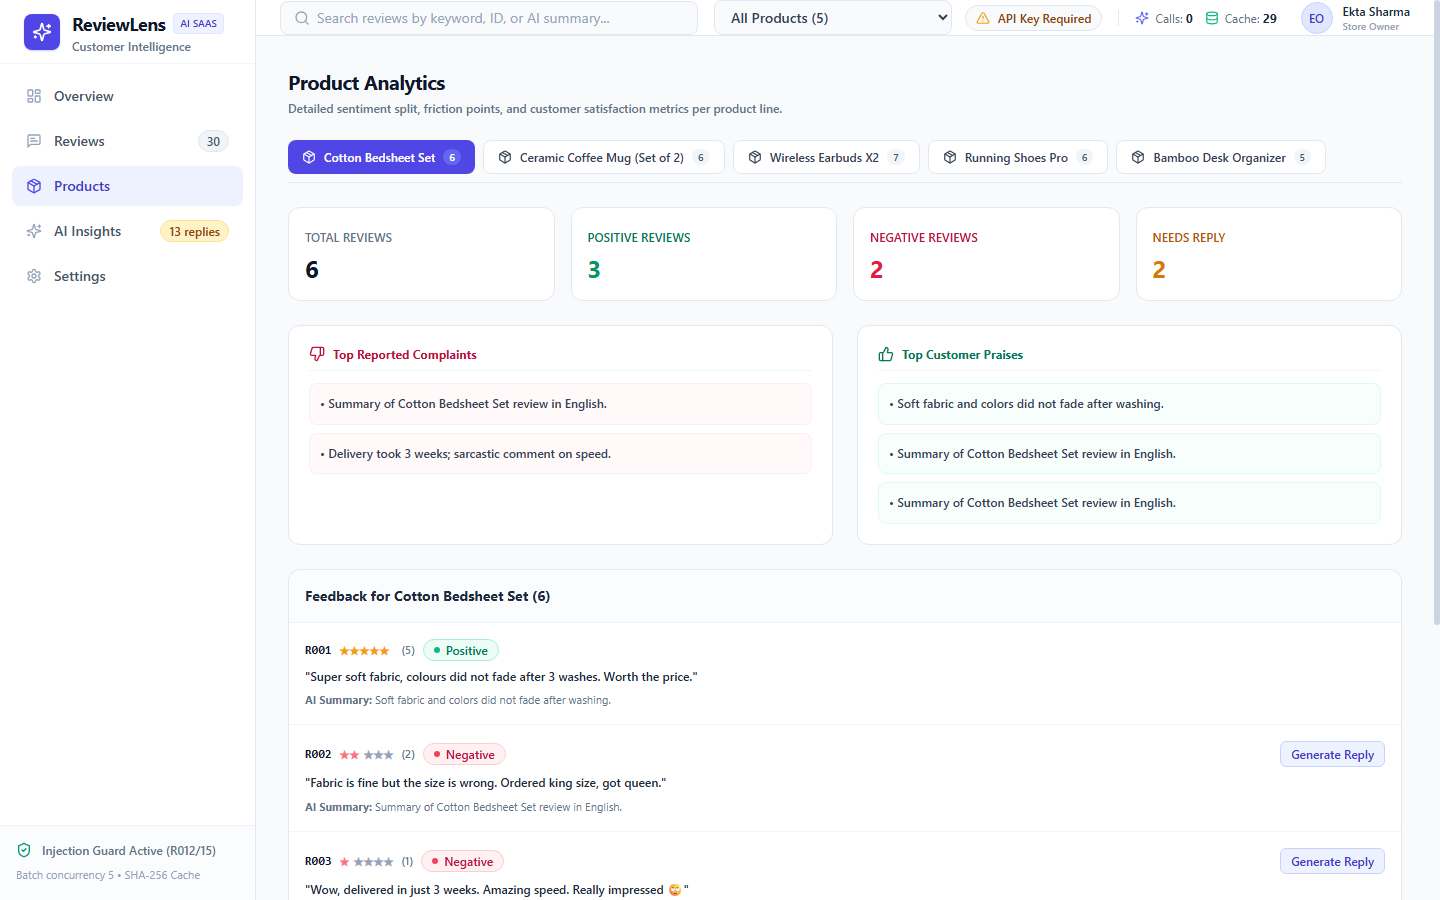 ReviewLens AI SAAS
Customer Intelligence
Overview
Reviews 30
Products
AI Insights 13 replies
Settings
Injection Guard Active (R012/15)
Batch concurrency 5 • SHA-256 Cache
Search reviews by keyword, ID, or AI summary...
All Products (5)
API Key Required
Calls: 0
Cache: 29
EO
Ekta Sharma
Store Owner
Product Analytics
Detailed sentiment split, friction points, and customer satisfaction metrics per product line.
Cotton Bedsheet Set 6
Ceramic Coffee Mug (Set of 2) 6
Wireless Earbuds X2 7
Running Shoes Pro 6
Bamboo Desk Organizer 5
TOTAL REVIEWS
6
POSITIVE REVIEWS
3
NEGATIVE REVIEWS
2
NEEDS REPLY
2
Top Reported Complaints
• Summary of Cotton Bedsheet Set review in English.
• Delivery took 3 weeks; sarcastic comment on speed.
Top Customer Praises
• Soft fabric and colors did not fade after washing.
• Summary of Cotton Bedsheet Set review in English.
• Summary of Cotton Bedsheet Set review in English.
Feedback for Cotton Bedsheet Set (6)
R001 ★★★★★ (5) Positive
"Super soft fabric, colours did not fade after 3 washes. Worth the price."
AI Summary: Soft fabric and colors did not fade after washing.
R002 ★★★★★ (2) Negative
Generate Reply
"Fabric is fine but the size is wrong. Ordered king size, got queen."
AI Summary: Summary of Cotton Bedsheet Set review in English.
R003 ★★★★★ (1) Negative
Generate Reply
"Wow, delivered in just 3 weeks. Amazing speed. Really impressed 🙄"